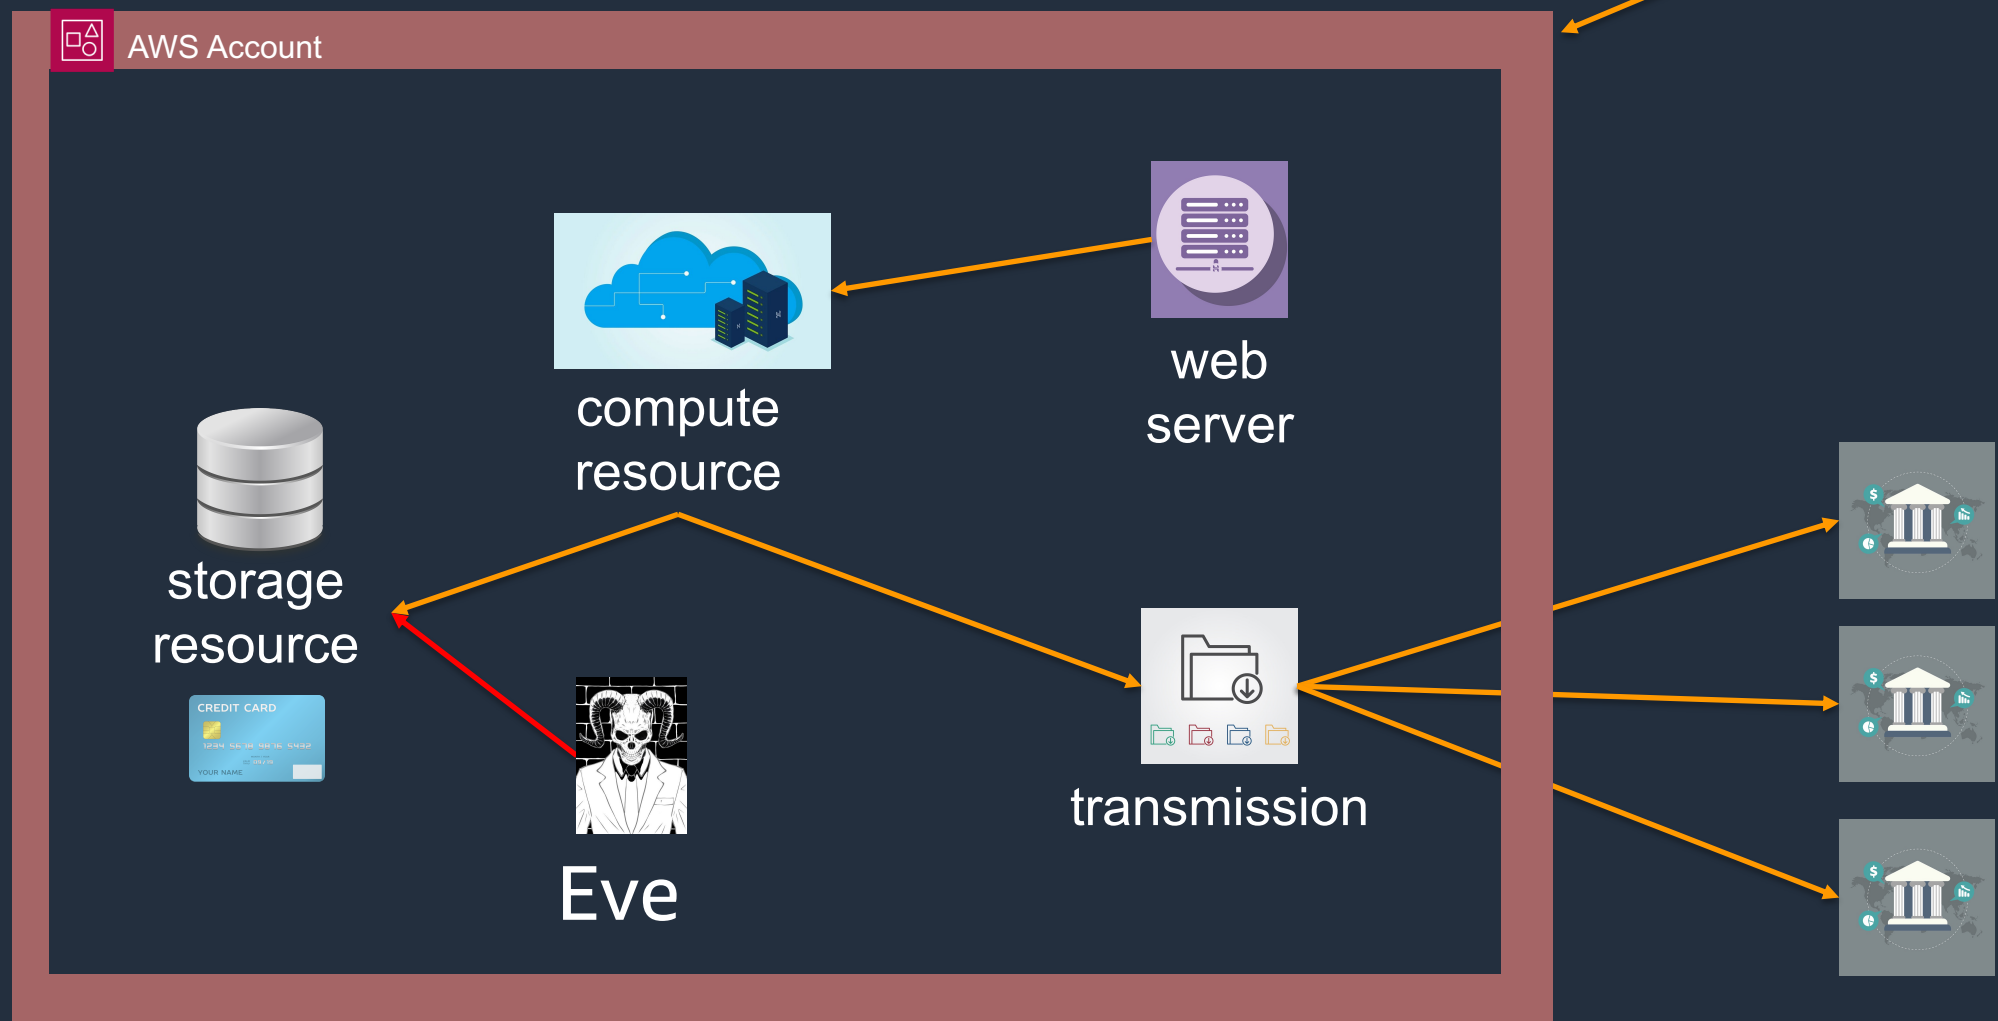 AWS Account
web
server
compute
resource
storage
resource
CREDIT CARD
YOUR NAME
transmission
Eve